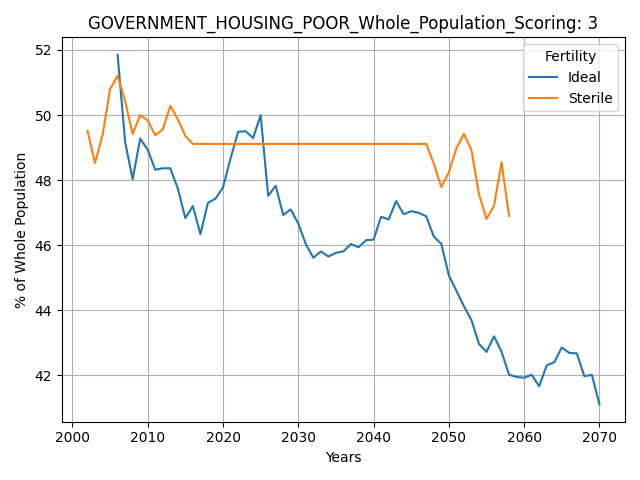 GOVERNMENT_HOUSING_POOR_Whole_Population_Scoring: 3
Fertility
Ideal
Sterile
% of Whole Population
52
50
48
46
44
42
2000 2010 2020 2030 2040 2050 2060 2070
Years